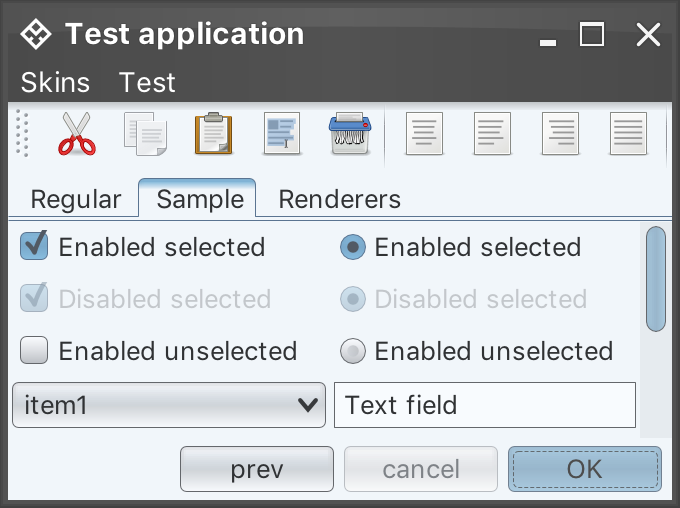 Test application
Skins Test
Regular Sample Renderers
Enabled selected Enabled selected
Disabled selected Disabled selected
Enabled unselected Enabled unselected
item1 Text field
prev cancel OK